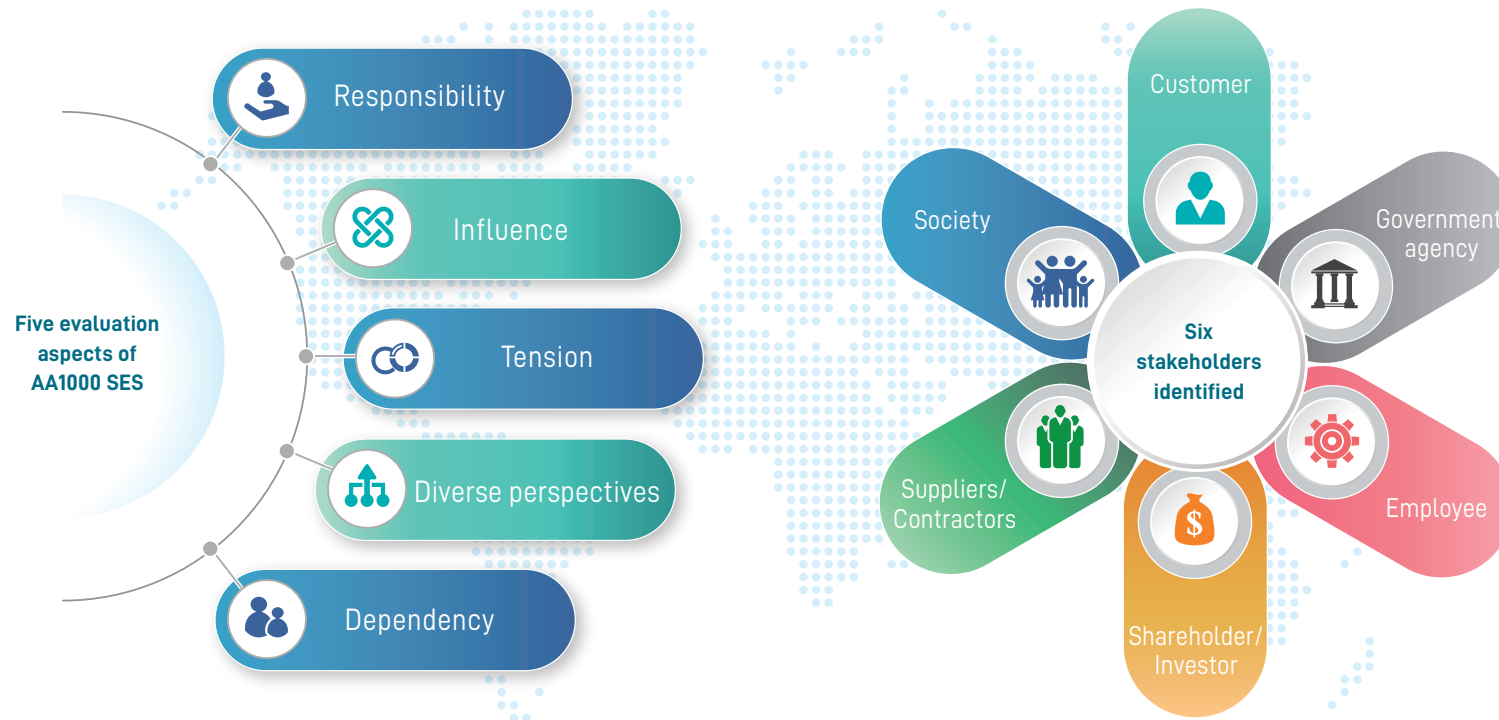 Five evaluation
aspects of
AA1000 SES
Responsibility
Influence
Tension
Diverse perspectives
Dependency
Six
stakeholders
identified
Customer
Government
agency
Employee
Shareholder/
Investor
Suppliers/
Contractors
Society
$